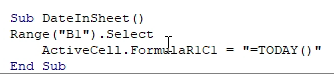 Sub DateInSheet()
Range("B1").Select
    ActiveCell.FormulaR1C1 = "=TODAY()"
End Sub